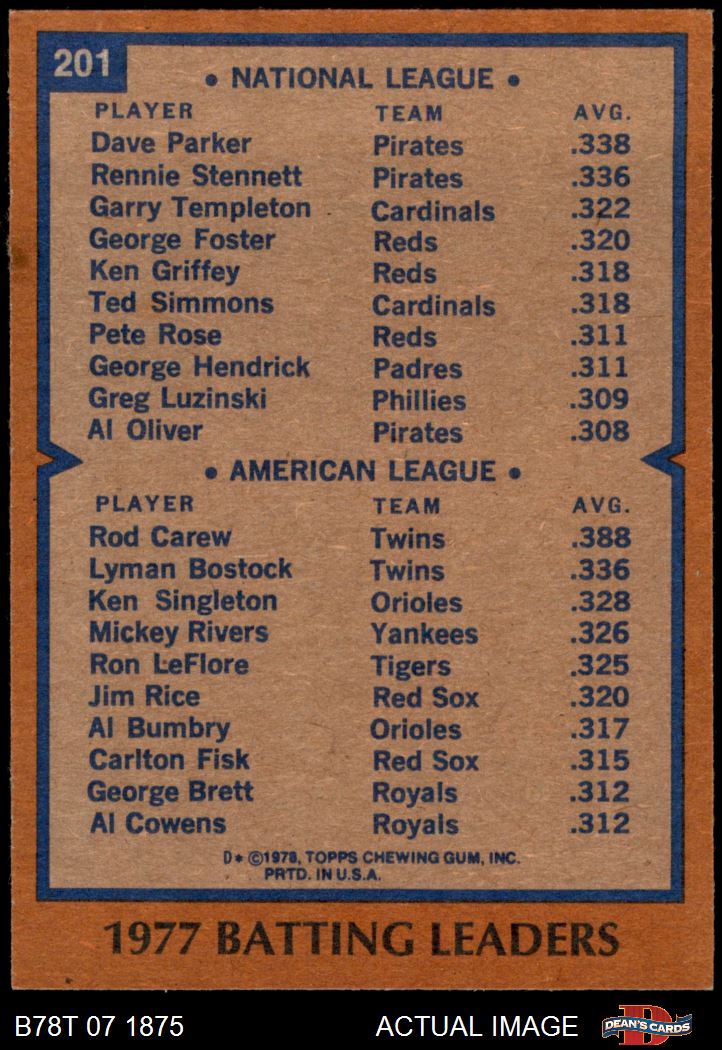 201
• NATIONAL LEAGUE •
PLAYER TEAM AVG.
Dave Parker Pirates .338
Rennie Stennett Pirates .336
Garry Templeton Cardinals .322
George Foster Reds .320
Ken Griffey Reds .318
Ted Simmons Cardinals .318
Pete Rose Reds .311
George Hendrick Padres .311
Greg Luzinski Phillies .309
Al Oliver Pirates .308
• AMERICAN LEAGUE •
PLAYER TEAM AVG.
Rod Carew Twins .388
Lyman Bostock Twins .336
Ken Singleton Orioles .328
Mickey Rivers Yankees .326
Ron LeFlore Tigers .325
Jim Rice Red Sox .320
Al Bumbry Orioles .317
Carlton Fisk Red Sox .315
George Brett Royals .312
Al Cowens Royals .312
D* ©1978, TOPPS CHEWING GUM, INC.
PRTD. IN U.S.A.
1977 BATTING LEADERS
B78T 07 1875 ACTUAL IMAGE D DEAN'S CARDS